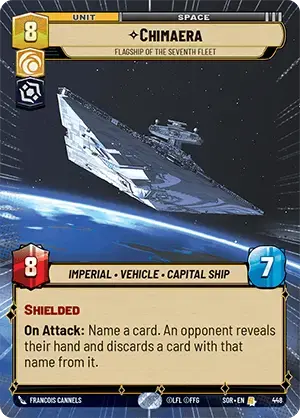 UNIT
SPACE
8
✧CHIMAERA
FLAGSHIP OF THE SEVENTH FLEET
8
IMPERIAL • VEHICLE • CAPITAL SHIP
7
SHIELDED
On Attack: Name a card. An opponent reveals
their hand and discards a card with that
name from it.
FRANCOIS CANNELS
©LFL ©FFG
SOR • EN
448